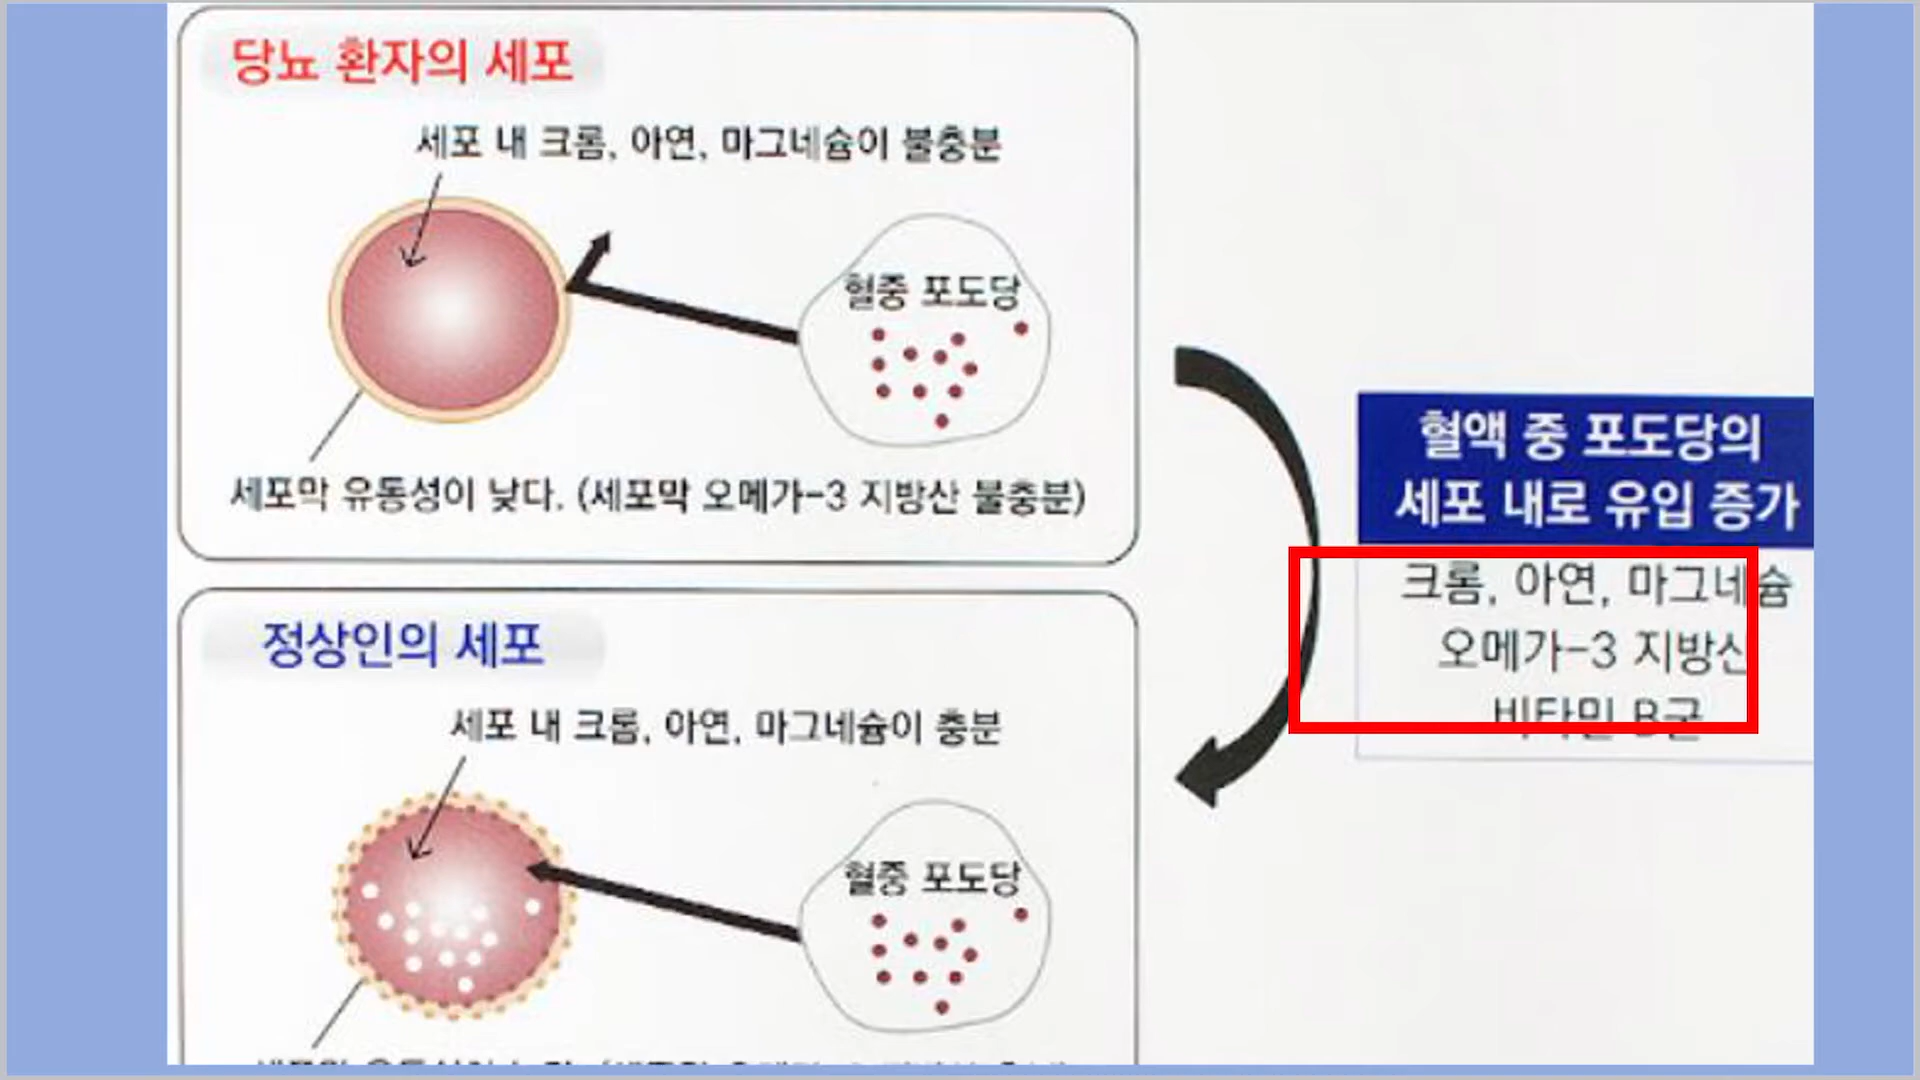 당뇨 환자의 세포
세포 내 크롬, 아연, 마그네슘이 불충분
혈중 포도당
세포막 유동성이 낮다. (세포막 오메가-3 지방산 불충분)
혈액 중 포도당의
세포 내로 유입 증가
크롬, 아연, 마그네슘
오메가-3 지방산
비타민 B군
정상인의 세포
세포 내 크롬, 아연, 마그네슘이 충분
혈중 포도당